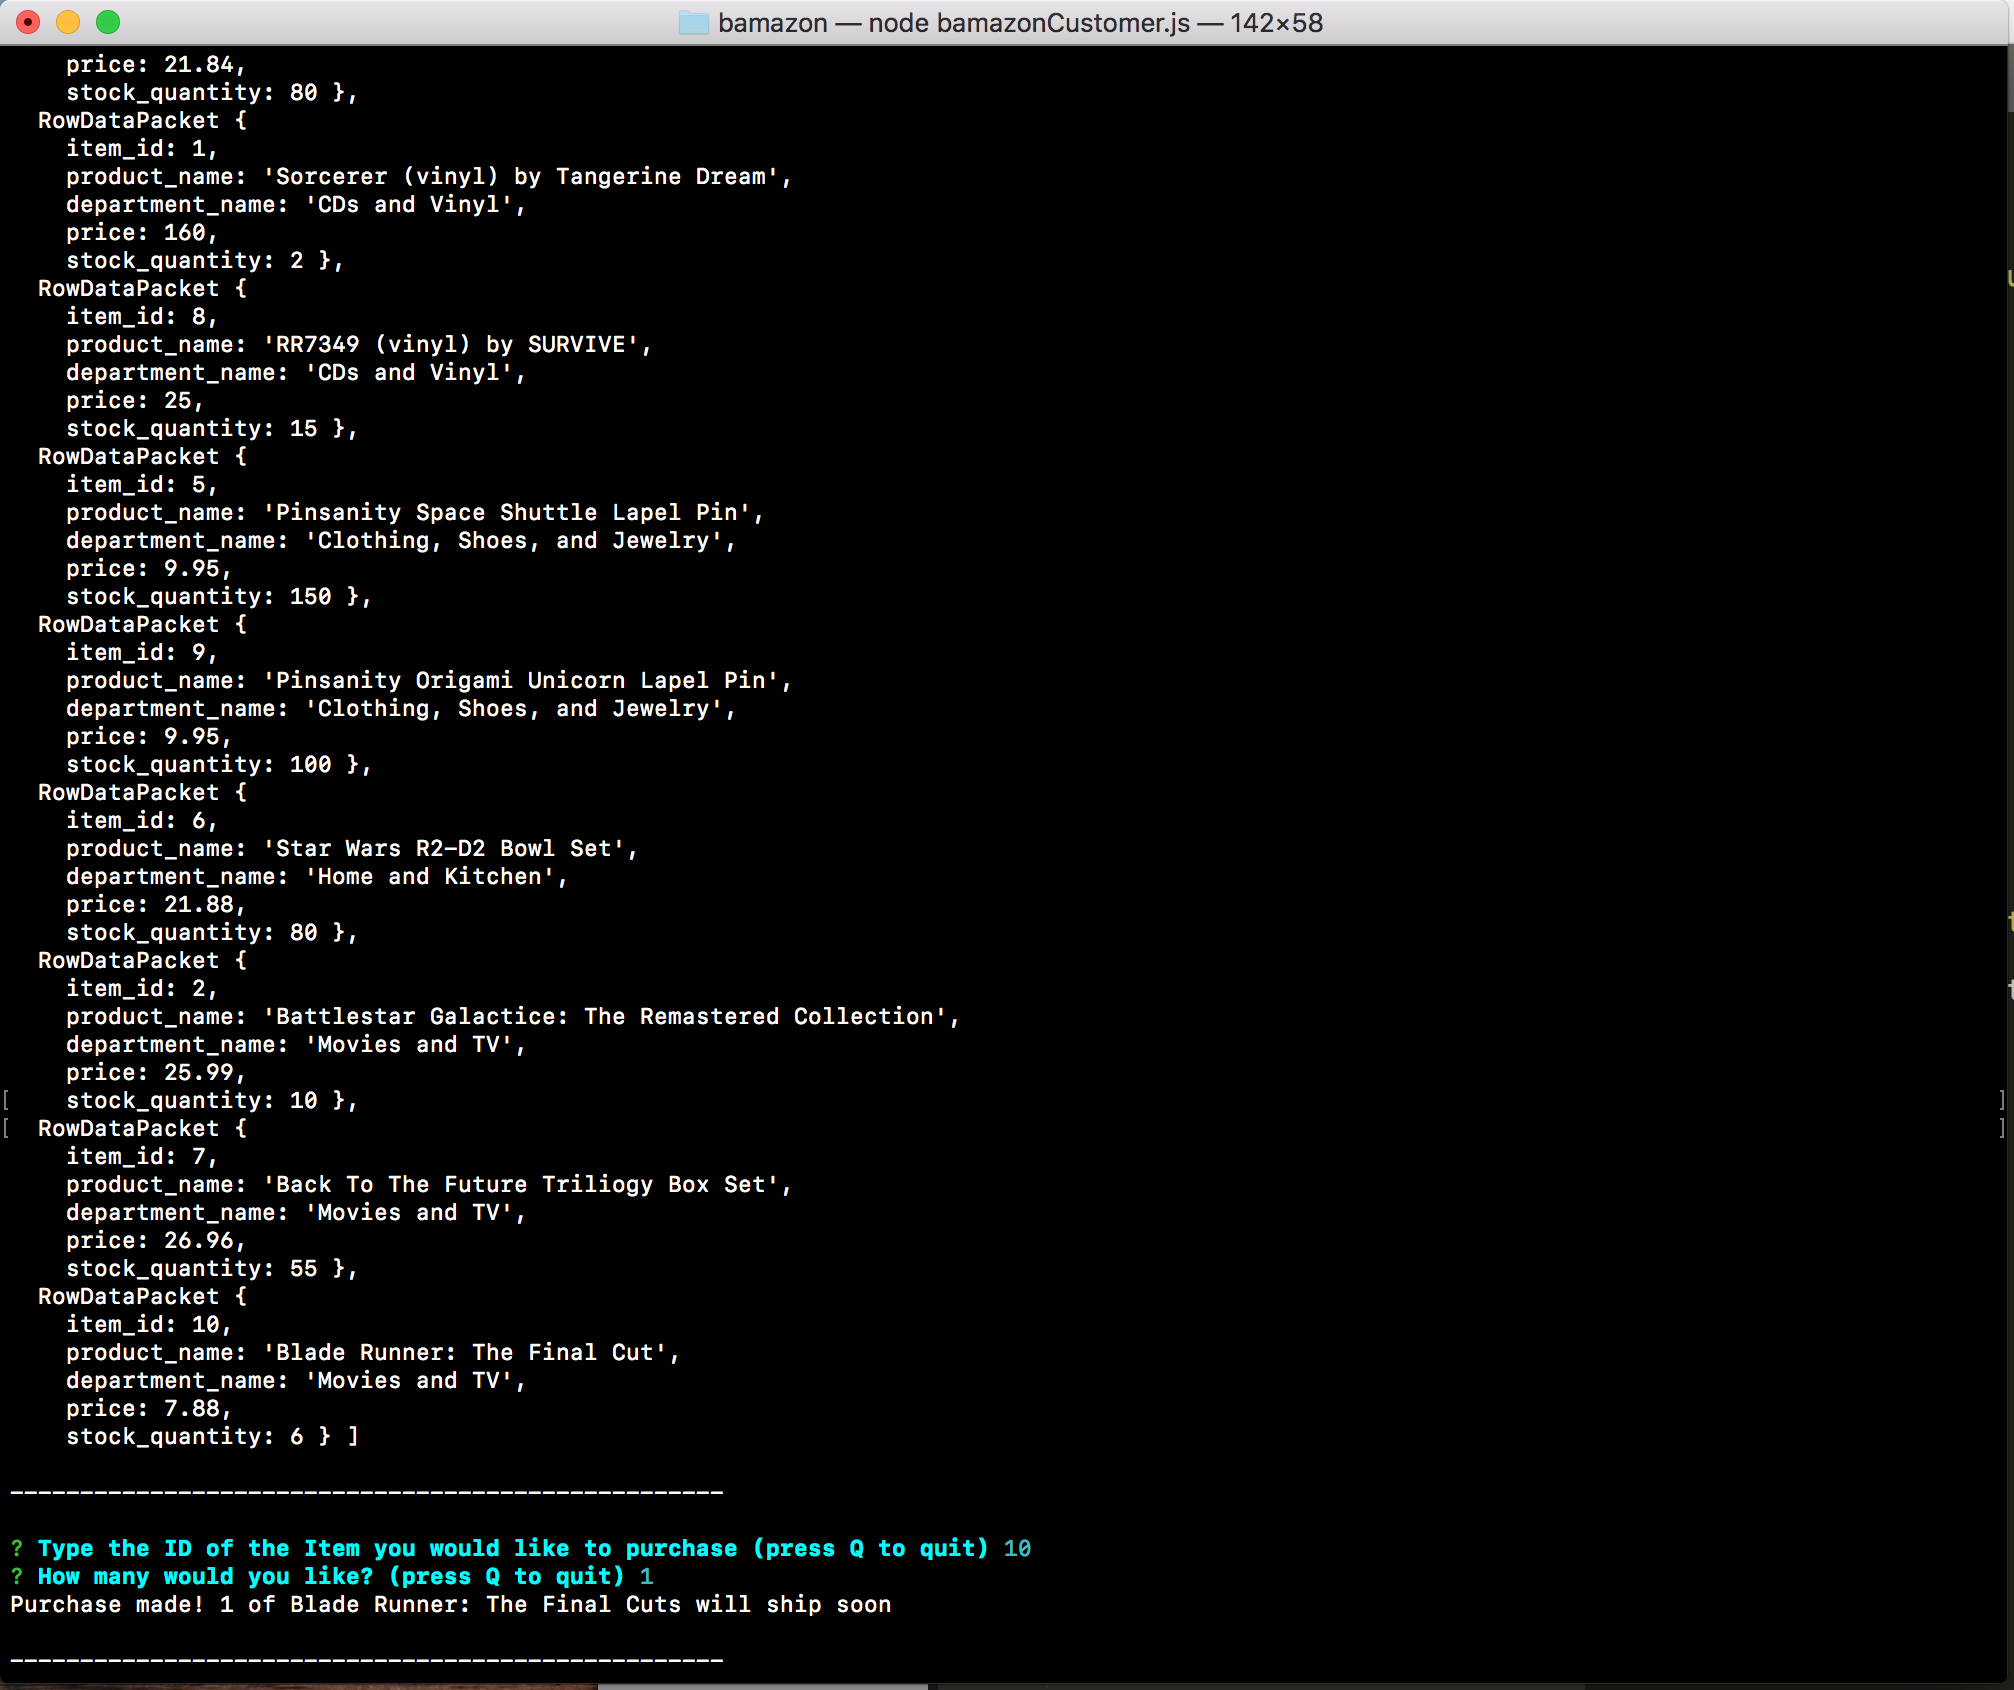 bamazon — node bamazonCustomer.js — 142×58
price: 21.84,
stock_quantity: 80 },
RowDataPacket {
item_id: 1,
product_name: 'Sorcerer (vinyl) by Tangerine Dream',
department_name: 'CDs and Vinyl',
price: 160,
stock_quantity: 2 },
RowDataPacket {
item_id: 8,
product_name: 'RR7349 (vinyl) by SURVIVE',
department_name: 'CDs and Vinyl',
price: 25,
stock_quantity: 15 },
RowDataPacket {
item_id: 5,
product_name: 'Pinsanity Space Shuttle Lapel Pin',
department_name: 'Clothing, Shoes, and Jewelry',
price: 9.95,
stock_quantity: 150 },
RowDataPacket {
item_id: 9,
product_name: 'Pinsanity Origami Unicorn Lapel Pin',
department_name: 'Clothing, Shoes, and Jewelry',
price: 9.95,
stock_quantity: 100 },
RowDataPacket {
item_id: 6,
product_name: 'Star Wars R2-D2 Bowl Set',
department_name: 'Home and Kitchen',
price: 21.88,
stock_quantity: 80 },
RowDataPacket {
item_id: 2,
product_name: 'Battlestar Galactice: The Remastered Collection',
department_name: 'Movies and TV',
price: 25.99,
[ stock_quantity: 10 }, ]
[ RowDataPacket { ]
item_id: 7,
product_name: 'Back To The Future Triliogy Box Set',
department_name: 'Movies and TV',
price: 26.96,
stock_quantity: 55 },
RowDataPacket {
item_id: 10,
product_name: 'Blade Runner: The Final Cut',
department_name: 'Movies and TV',
price: 7.88,
stock_quantity: 6 } ]
---------------------------------------------------
? Type the ID of the Item you would like to purchase (press Q to quit) 10
? How many would you like? (press Q to quit) 1
Purchase made! 1 of Blade Runner: The Final Cuts will ship soon
---------------------------------------------------